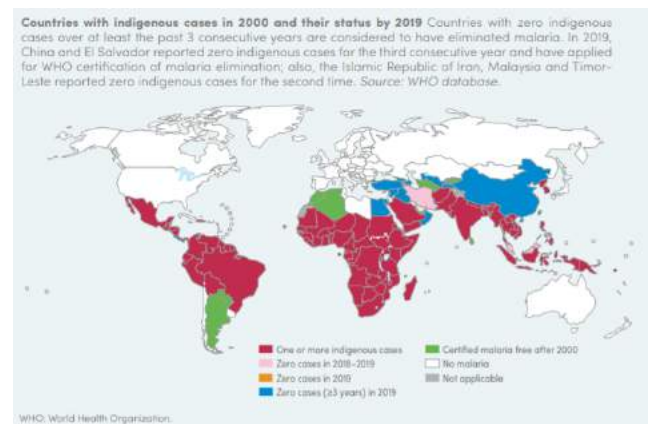 Countries with indigenous cases in 2000 and their status by 2019 Countries with zero indigenous
cases over at least the past 3 consecutive years are considered to have eliminated malaria. In 2019,
China and El Salvador reported zero indigenous cases for the third consecutive year and have applied
for WHO certification of malaria elimination; also, the Islamic Republic of Iran, Malaysia and Timor-
Leste reported zero indigenous cases for the second time. Source: WHO database.
One or more indigenous cases
Zero cases in 2018–2019
Zero cases in 2019
Zero cases (≥3 years) in 2019
Certified malaria free after 2000
No malaria
Not applicable
WHO: World Health Organization.